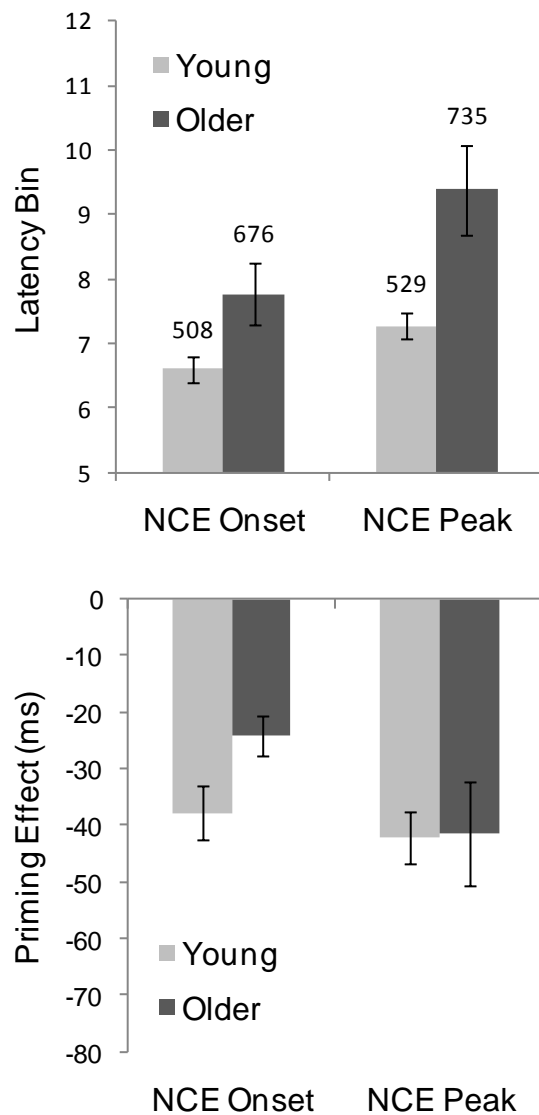 12
11
10
9
8
7
6
5
Latency Bin
Young
Older
508
676
529
735
NCE Onset
NCE Peak
0
-10
-20
-30
-40
-50
-60
-70
-80
Priming Effect (ms)
Young
Older
NCE Onset
NCE Peak